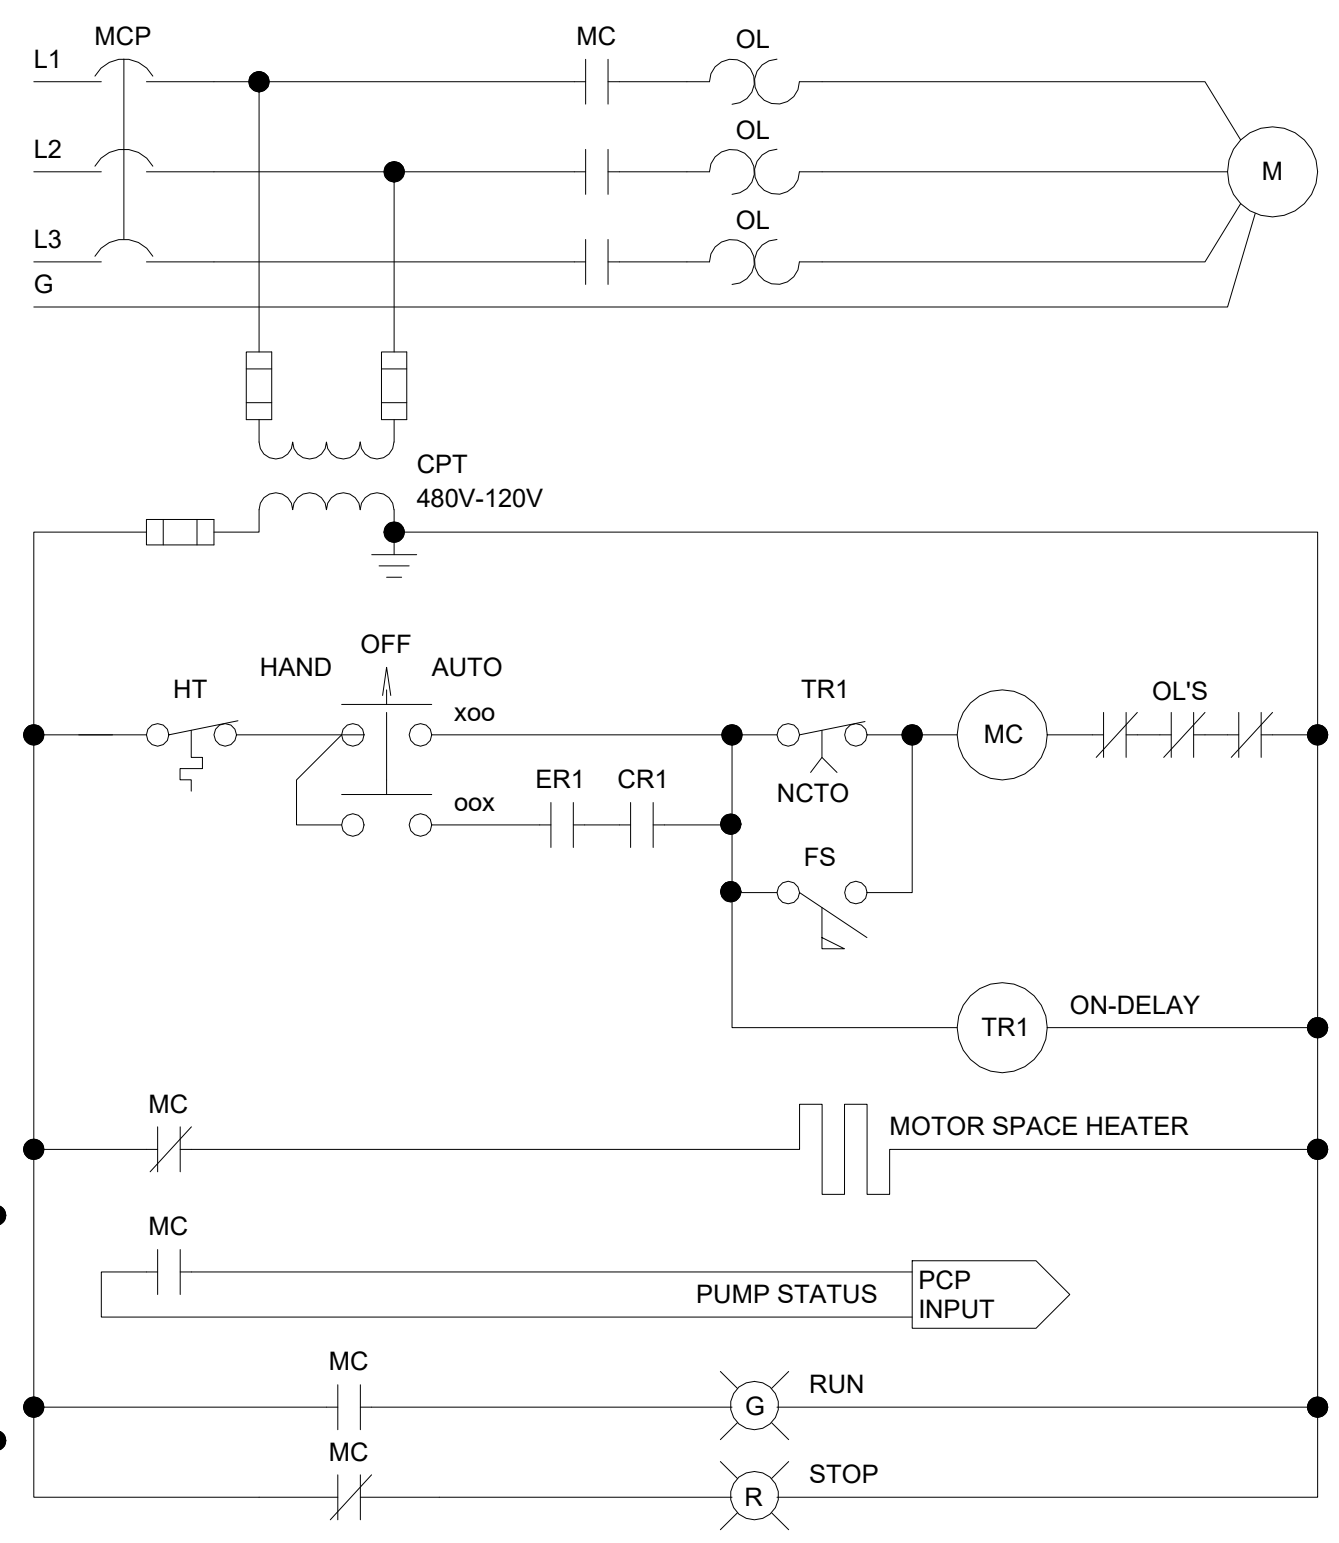 MCP
MC
OL
L1
OL
L2
M
OL
L3
G
CPT
480V-120V
OFF
HAND
AUTO
HT
TR1
OL'S
xoo
MC
ER1
CR1
NCTO
oox
FS
ON-DELAY
TR1
MC
MOTOR SPACE HEATER
MC
PUMP STATUS
PCP
INPUT
MC
RUN
G
MC
STOP
R